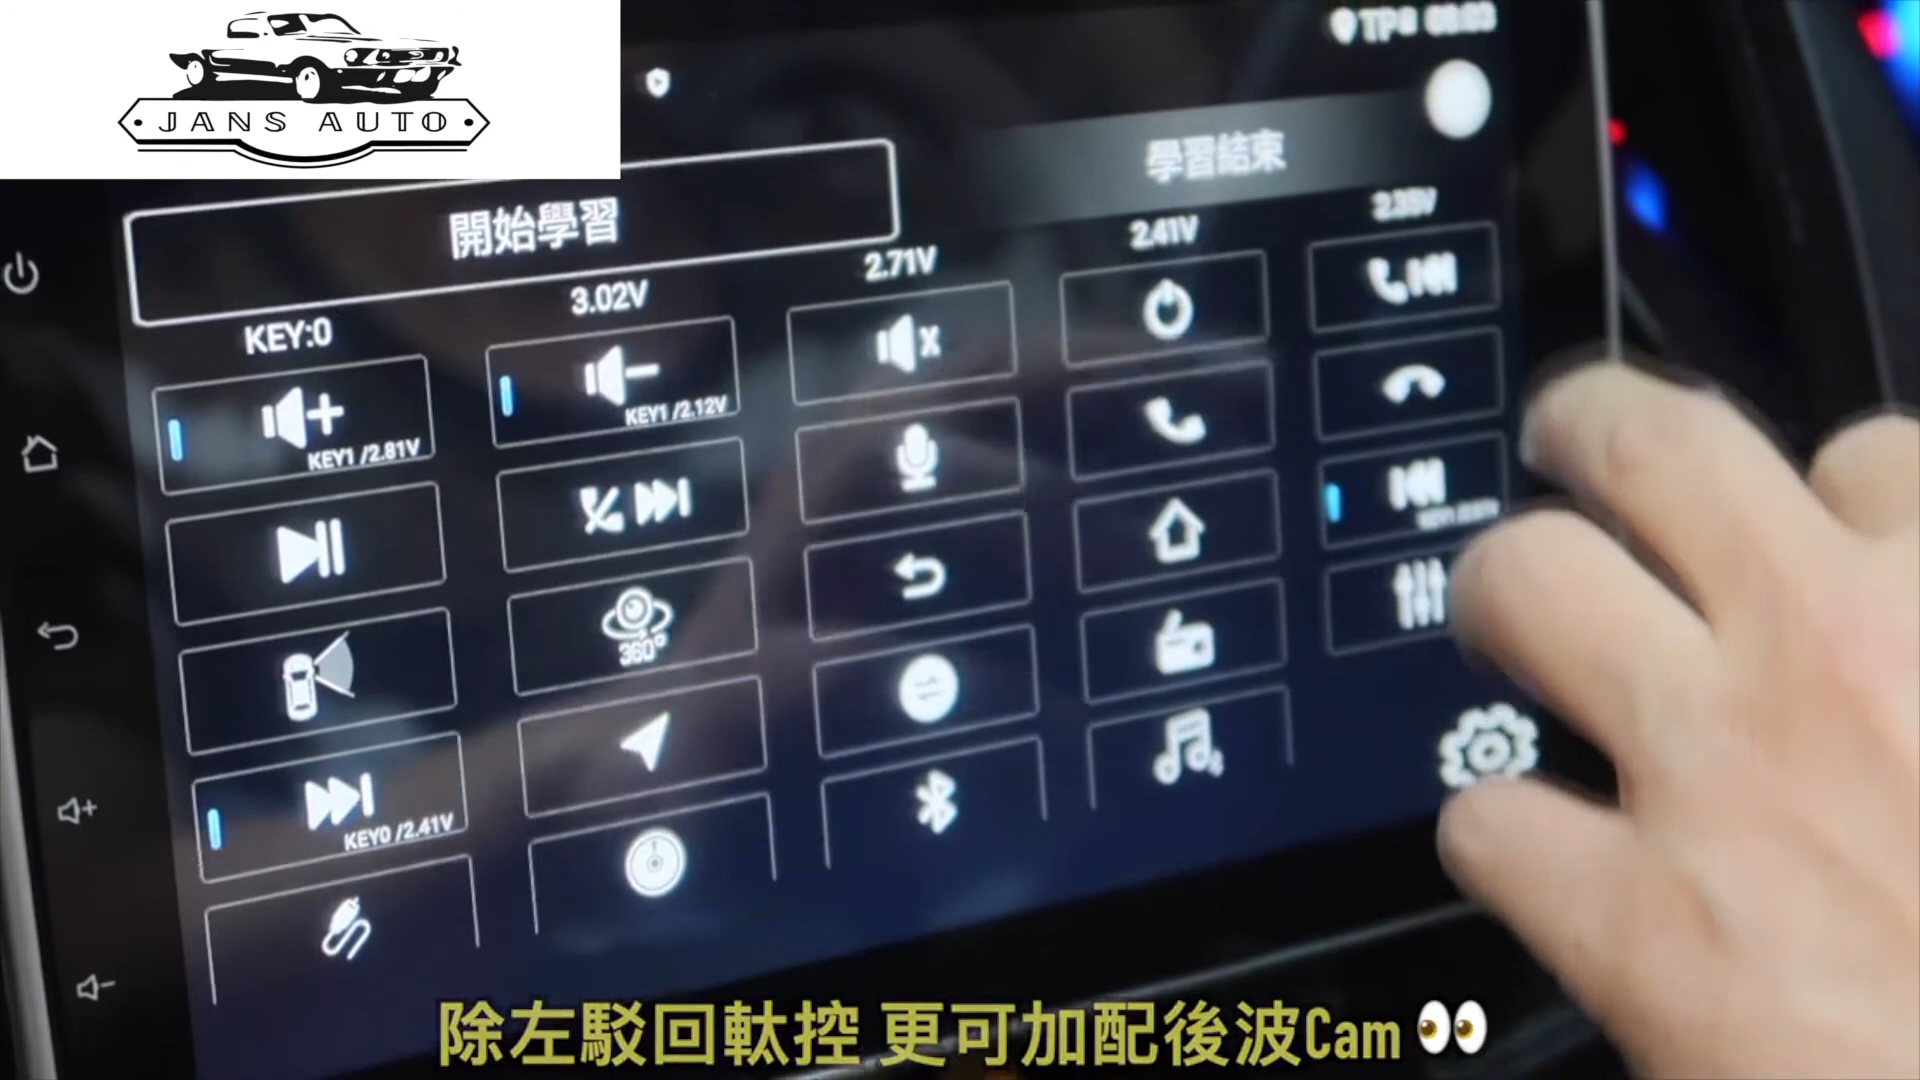 JANS AUTO
開始學習
學習結束
KEY:0
3.02V
2.71V
2.41V
2.35V
KEY1 /2.81V
KEY1 /2.12V
360°
KEY0 /2.41V
除左駁回軚控 更可加配後波Cam 👀